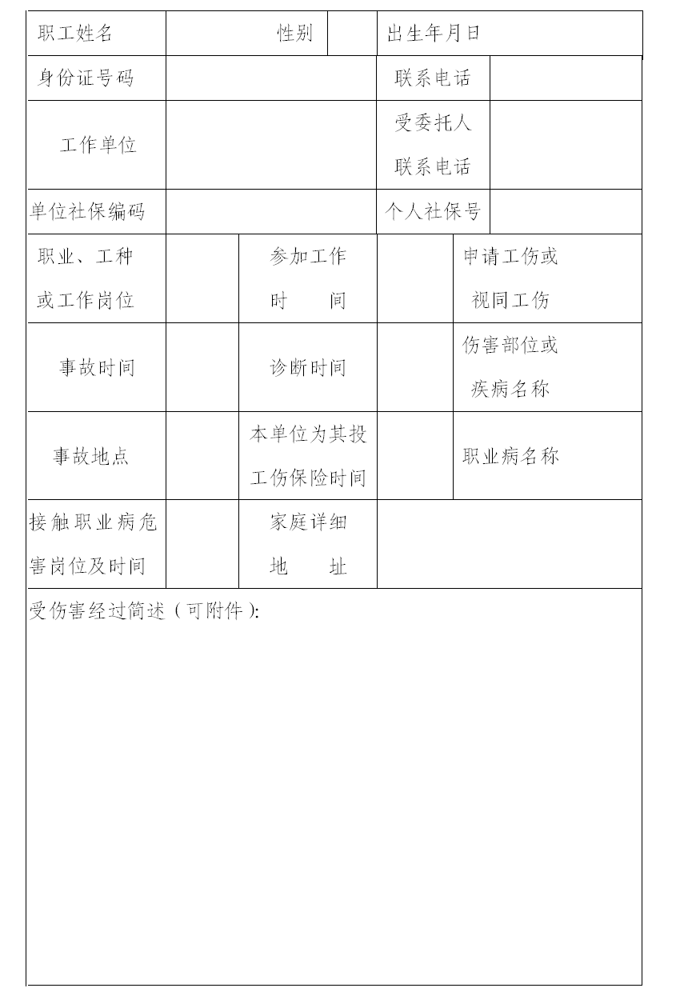 职工姓名 性别 出生年月日
身份证号码 联系电话
工作单位 受委托人
联系电话
单位社保编码 个人社保号
职业、工种 参加工作 申请工伤或
或工作岗位 时 间 视同工伤
事故时间 诊断时间 伤害部位或
疾病名称
事故地点 本单位为其投 职业病名称
工伤保险时间
接触职业病危 家庭详细
害岗位及时间 地 址
受伤害经过简述（可附件）：